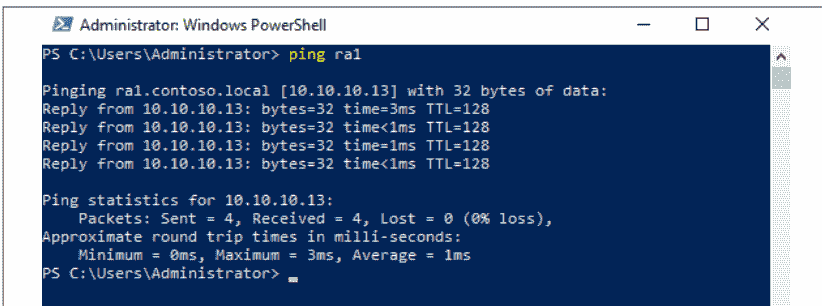 Administrator: Windows PowerShell
PS C:\Users\Administrator> ping ra1
Pinging ra1.contoso.local [10.10.10.13] with 32 bytes of data:
Reply from 10.10.10.13: bytes=32 time=3ms TTL=128
Reply from 10.10.10.13: bytes=32 time<1ms TTL=128
Reply from 10.10.10.13: bytes=32 time=1ms TTL=128
Reply from 10.10.10.13: bytes=32 time<1ms TTL=128
Ping statistics for 10.10.10.13:
    Packets: Sent = 4, Received = 4, Lost = 0 (0% loss),
Approximate round trip times in milli-seconds:
    Minimum = 0ms, Maximum = 3ms, Average = 1ms
PS C:\Users\Administrator>